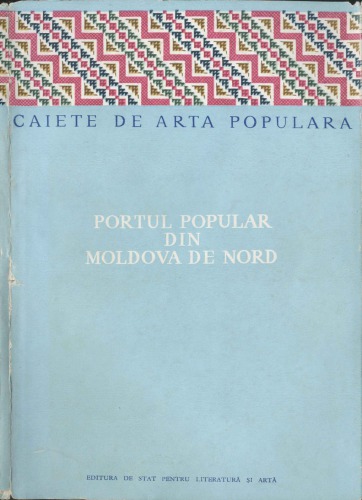 CAIETE DE ARTA POPULARA
PORTUL POPULAR
DIN
MOLDOVA DE NORD
EDITURA DE STAT PENTRU LITERATURĂ ȘI ARTĂ